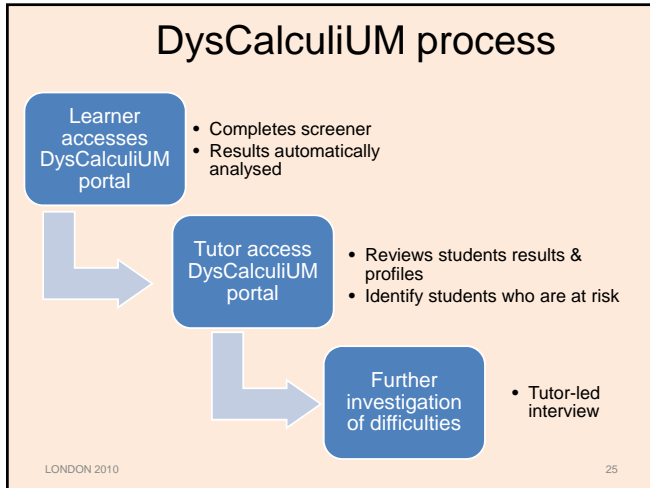 DysCalculiUM process
Learner
accesses
DysCalculiUM
portal
• Completes screener
• Results automatically
analysed
Tutor access
DysCalculiUM
portal
• Reviews students results &
profiles
• Identify students who are at risk
Further
investigation
of difficulties
• Tutor-led
interview
LONDON 2010
25